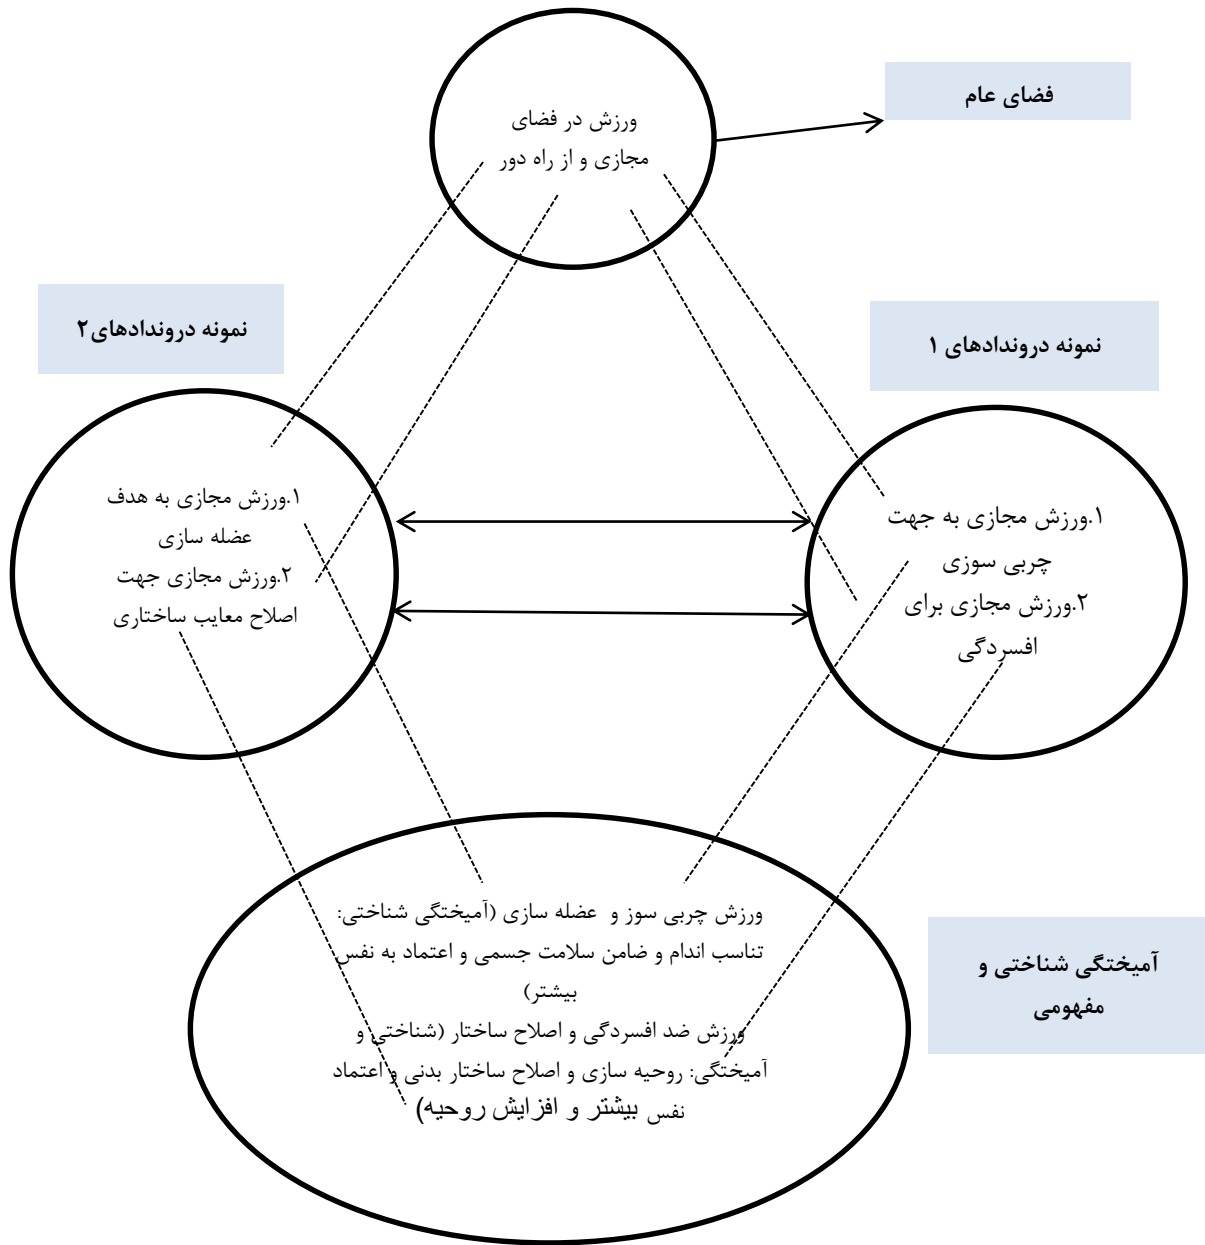 ورزش در فضای
مجازی و از راه دور
فضای عام
نمونه دروندادهای ۱
نمونه دروندادهای۲
۱.ورزش مجازی به جهت
چربی سوزی
۲.ورزش مجازی برای
افسردگی
۱.ورزش مجازی به هدف
عضله سازی
۲.ورزش مجازی جهت
اصلاح معایب ساختاری
ورزش چربی سوز و عضله سازی (آمیختگی شناختی:
تناسب اندام و ضامن سلامت جسمی و اعتماد به نفس
بیشتر)
ورزش ضد افسردگی و اصلاح ساختار (شناختی و
آمیختگی: روحیه سازی و اصلاح ساختار بدنی و اعتماد
نفس بیشتر و افزایش روحیه)
آمیختگی شناختی و
مفهومی